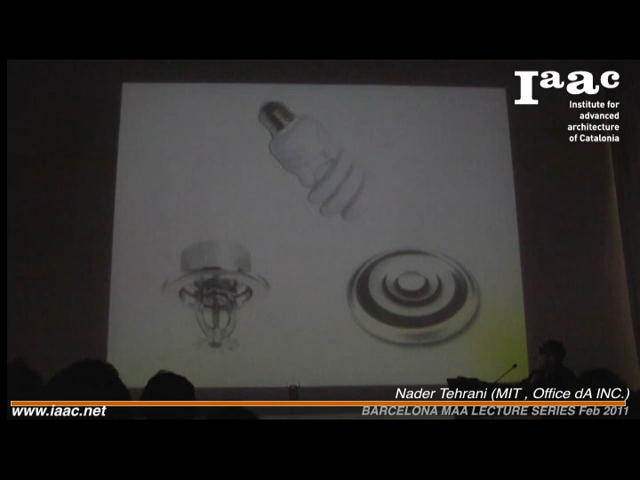 Iaac
Institute for
advanced
architecture
of Catalonia
Nader Tehrani (MIT , Office dA INC.)
www.iaac.net
BARCELONA MAA LECTURE SERIES Feb 2011